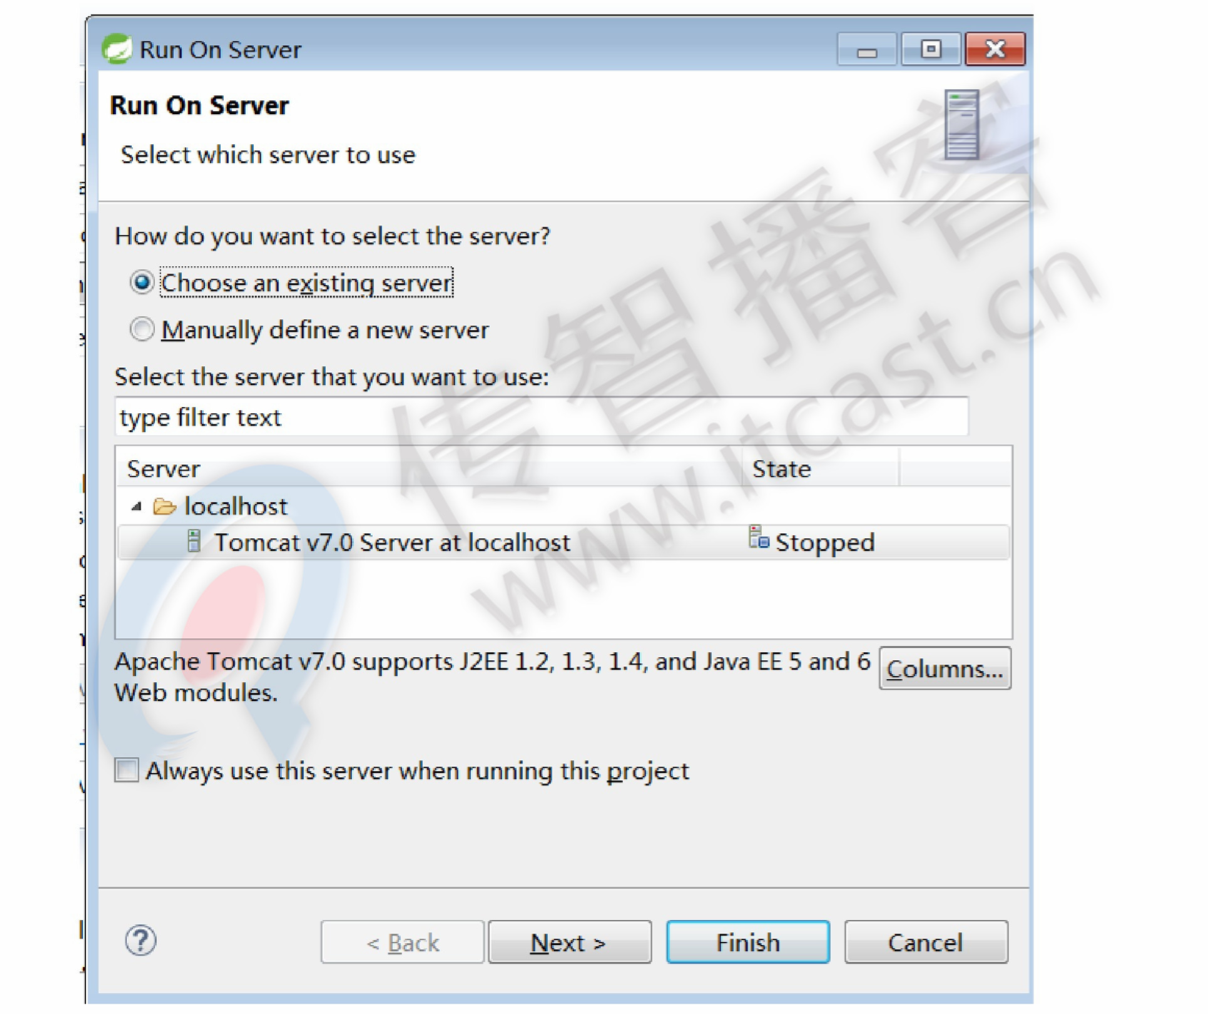 Run On Server
Run On Server
Select which server to use
How do you want to select the server?
Choose an existing server
Manually define a new server
Select the server that you want to use:
type filter text
Server State
localhost
Tomcat v7.0 Server at localhost Stopped
Apache Tomcat v7.0 supports J2EE 1.2, 1.3, 1.4, and Java EE 5 and 6
Web modules.
Columns...
Always use this server when running this project
< Back Next > Finish Cancel
传智播客
www.itcast.cn